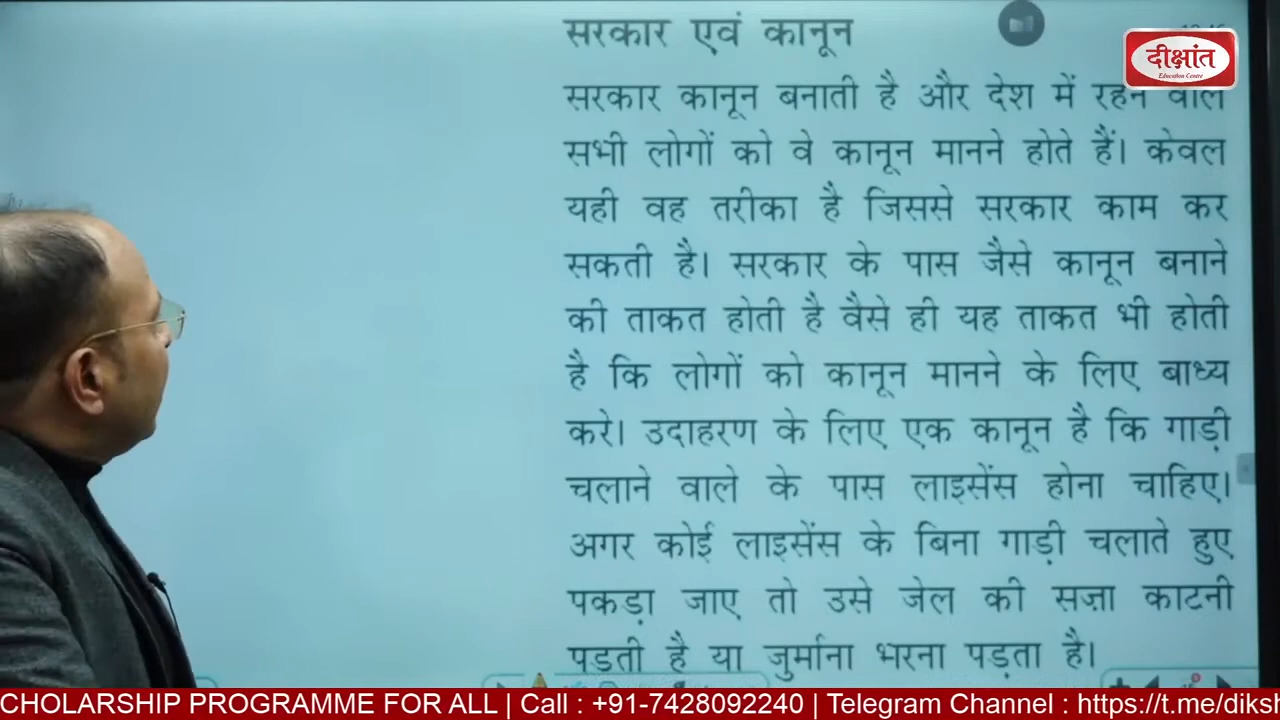 सरकार एवं कानून
दीक्षांत
Education Centre
सरकार कानून बनाती है और देश में रहने वाले
सभी लोगों को वे कानून मानने होते हैं। केवल
यही वह तरीका है जिससे सरकार काम कर
सकती है। सरकार के पास जैसे कानून बनाने
की ताकत होती है वैसे ही यह ताकत भी होती
है कि लोगों को कानून मानने के लिए बाध्य
करे। उदाहरण के लिए एक कानून है कि गाड़ी
चलाने वाले के पास लाइसेंस होना चाहिए।
अगर कोई लाइसेंस के बिना गाड़ी चलाते हुए
पकड़ा जाए तो उसे जेल की सज़ा काटनी
पड़ती है या जुर्माना भरना पड़ता है।
CHOLARSHIP PROGRAMME FOR ALL | Call : +91-7428092240 | Telegram Channel : https://t.me/diksh